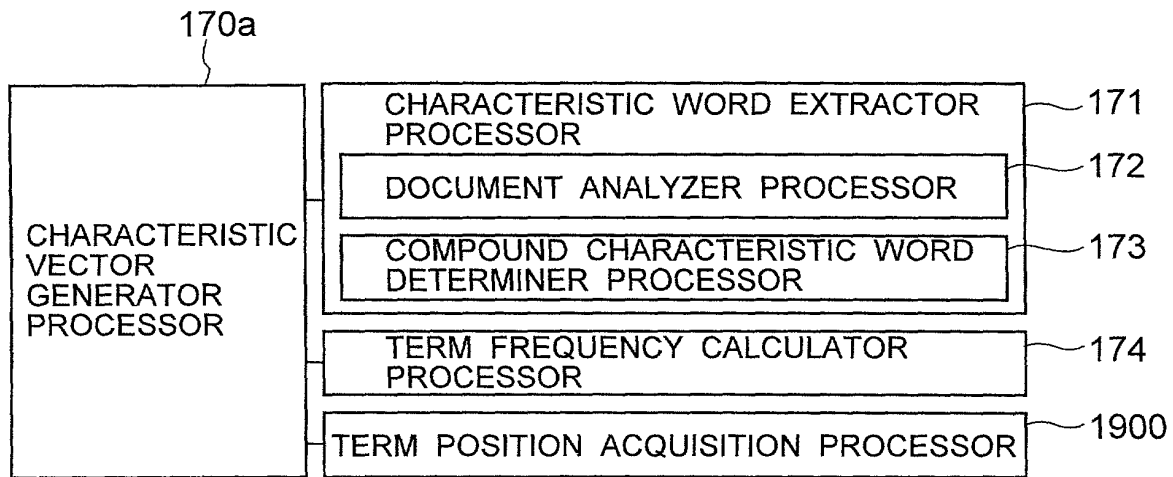 170a
CHARACTERISTIC
VECTOR
GENERATOR
PROCESSOR
CHARACTERISTIC WORD EXTRACTOR
PROCESSOR
171
DOCUMENT ANALYZER PROCESSOR
172
COMPOUND CHARACTERISTIC WORD
DETERMINER PROCESSOR
173
TERM FREQUENCY CALCULATOR
PROCESSOR
174
TERM POSITION ACQUISITION PROCESSOR
1900